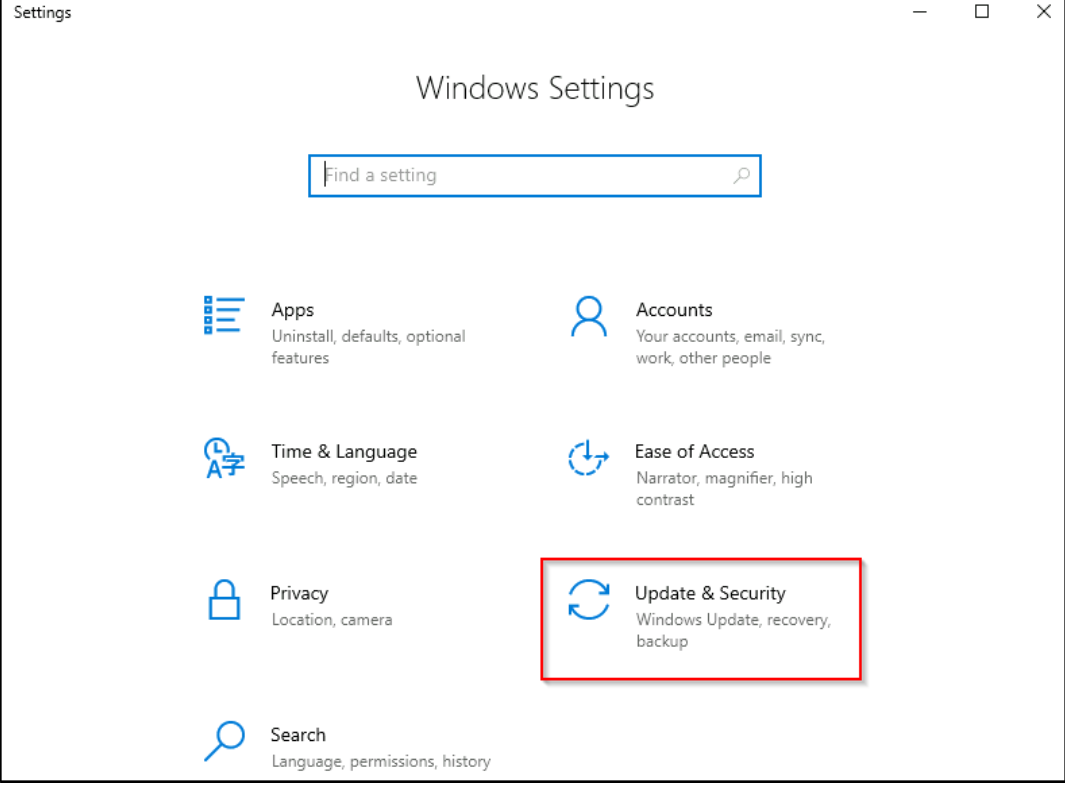 Settings
Windows Settings
Find a setting
Apps
Uninstall, defaults, optional
features
Accounts
Your accounts, email, sync,
work, other people
Time & Language
Speech, region, date
Ease of Access
Narrator, magnifier, high
contrast
Privacy
Location, camera
Update & Security
Windows Update, recovery,
backup
Search
Language, permissions, history